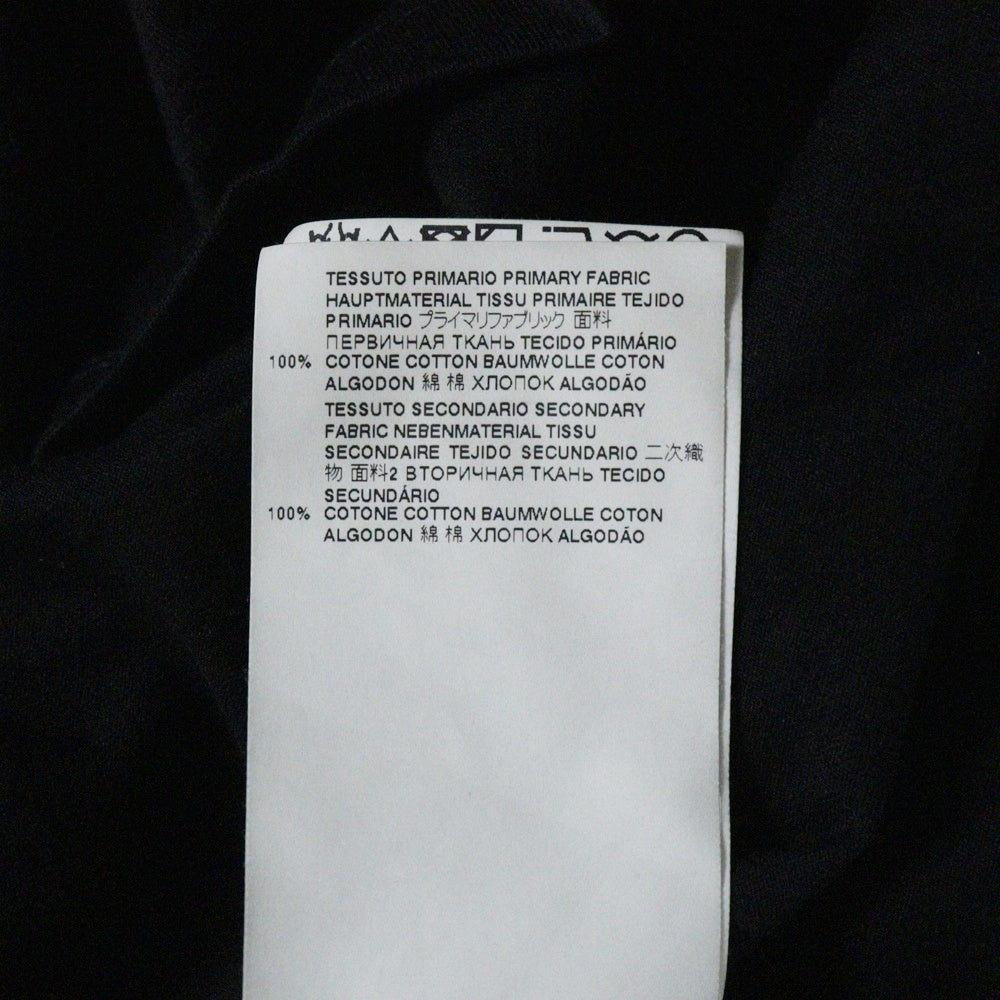 TESSUTO PRIMARIO PRIMARY FABRIC
HAUPTMATERIAL TISSU PRIMAIRE TEJIDO
PRIMARIO プライマリファブリック 面料
ПЕРВИЧНАЯ ТКАНЬ TECIDO PRIMÁRIO
100% COTONE COTTON BAUMWOLLE COTON
ALGODON 綿 棉 ХЛОПОК ALGODÃO
TESSUTO SECONDARIO SECONDARY
FABRIC NEBENMATERIAL TISSU
SECONDAIRE TEJIDO SECUNDARIO 二次織
物 面料2 ВТОРИЧНАЯ ТКАНЬ TECIDO
SECUNDÁRIO
100% COTONE COTTON BAUMWOLLE COTON
ALGODON 綿 棉 ХЛОПОК ALGODÃO